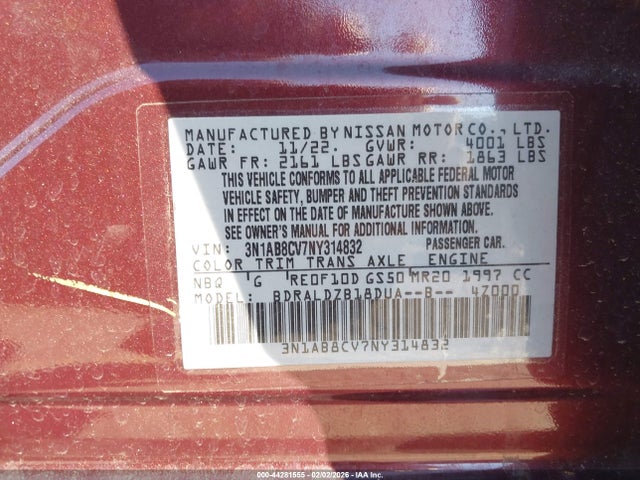 MANUFACTURED BY NISSAN MOTOR CO., LTD.
DATE: 11/22. GVWR: 4001 LBS
GAWR FR: 2161 LBS GAWR RR: 1863 LBS
THIS VEHICLE CONFORMS TO ALL APPLICABLE FEDERAL MOTOR
VEHICLE SAFETY, BUMPER AND THEFT PREVENTION STANDARDS
IN EFFECT ON THE DATE OF MANUFACTURE SHOWN ABOVE.
SEE OWNER'S MANUAL FOR ADDITIONAL INFORMATION.
VIN: 3N1AB8CV7NY314832 PASSENGER CAR.
COLOR TRIM TRANS AXLE ENGINE
NBQ 'G RE0F10D GS50 MR20 1997 CC
MODEL: BDRALDZB18DUA--B-- 47000
3N1AB8CV7NY314832
000-44281555 - 02/02/2026 - IAA Inc.